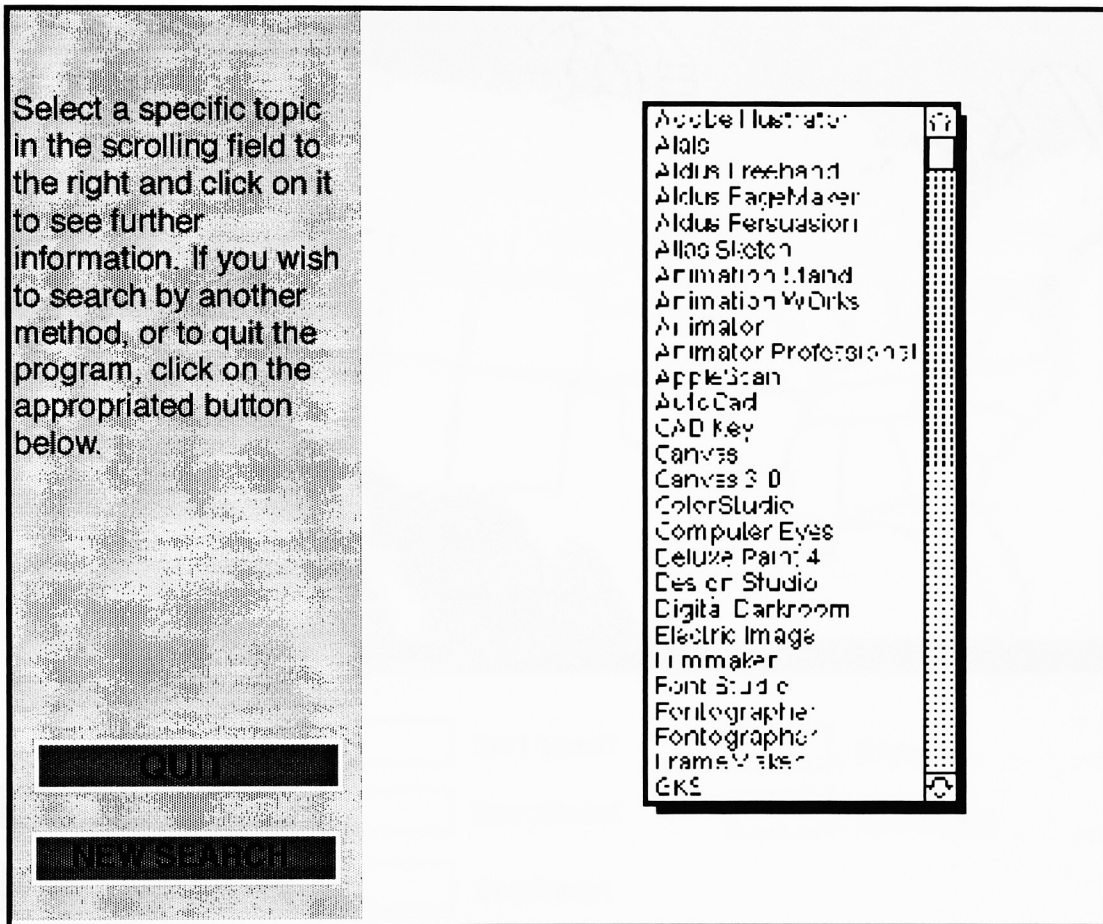 Select a specific topic
in the scrolling field to
the right and click on it
to see further
information. If you wish
to search by another
method, or to quit the
program, click on the
appropriated button
below.
QUIT
NEW SEARCH
Adobe Illustrator
Aldus Freehand
Aldus PageMaker
Aldus Persuasion
Atlas Sketch
Animation Stand
Animation WOrks
Animator
Animator Professional
AppleScan
AutoCad
CAD Key
Canvas
Canvas 3.0
ColorStudio
Computer Eyes
Deluxe Paint 4
Design Studio
Digital Darkroom
Electric Image
Filmmaker
Font Studio
Fontographer
Fontographer
FrameMaker
GKS